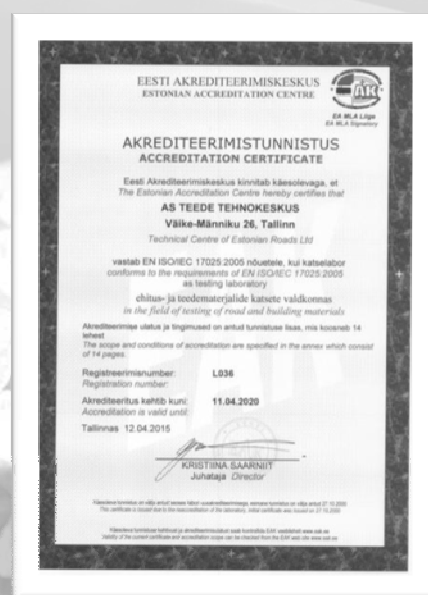 EESTI AKREDITEERIMISKESKUS
ESTONIAN ACCREDITATION CENTRE
EAK
EA MLA Liige
EA MLA Signatory
AKREDITEERIMISTUNNISTUS
ACCREDITATION CERTIFICATE
Eesti Akrediteerimiskeskus kinnitab käesolevaga, et:
The Estonian Accreditation Centre hereby certifies that
AS TEEDE TEHNOKESKUS
Väike-Männiku 26, Tallinn
Technical Centre of Estonian Roads Ltd
vastab EN ISO/IEC 17025:2005 nõuetele, kui katselabor
conforms to the requirements of EN ISO/IEC 17025:2005
as testing laboratory
ehitus- ja teedematerjalide katsete valdkonnas
in the field of testing of road and building materials
Akrediteerimise ulatus ja tingimused on antud tunnistuse lisas, mis koosneb 14
lehest
The scope and conditions of accreditation are specified in the annex which consist
of 14 pages.
Registreerimisnumber: L036
Registration number:
Akrediteeritus kehtib kuni: 11.04.2020
Accreditation is valid until:
Tallinnas 12.04.2015
KRISTIINA SAARNIIT
Juhataja Director